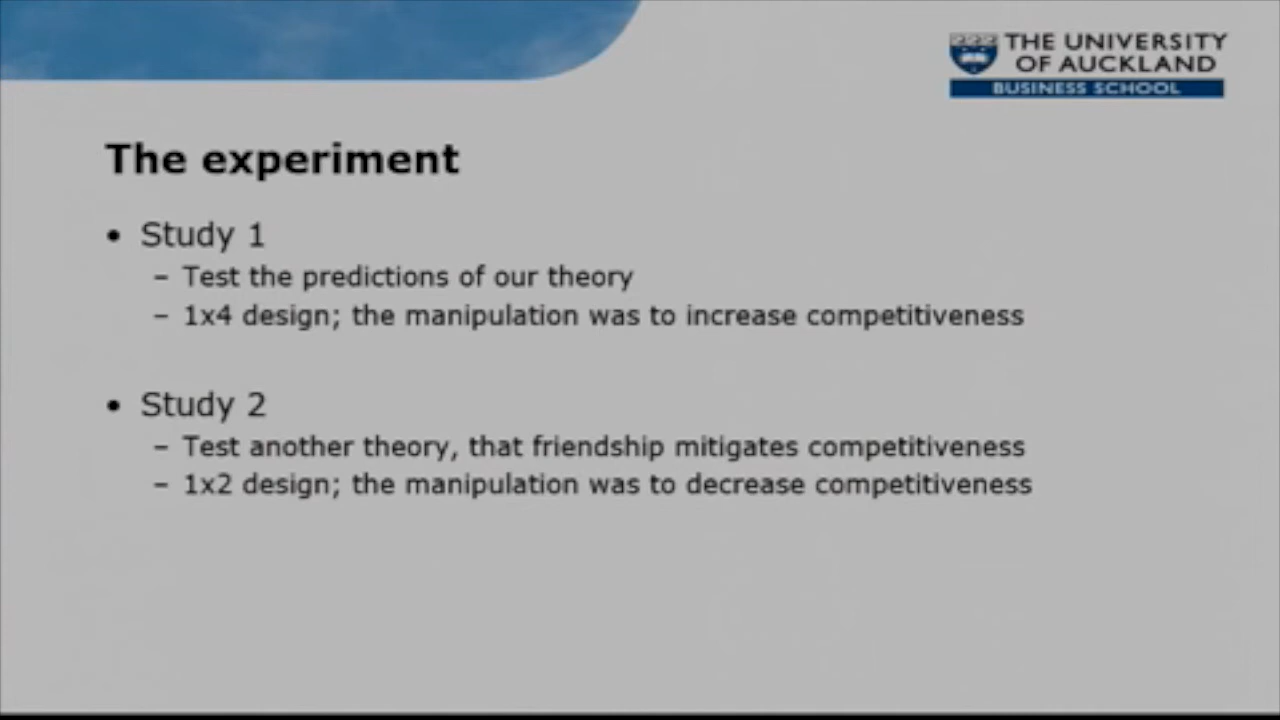 THE UNIVERSITY
OF AUCKLAND
BUSINESS SCHOOL
The experiment
• Study 1
– Test the predictions of our theory
– 1x4 design; the manipulation was to increase competitiveness
• Study 2
– Test another theory, that friendship mitigates competitiveness
– 1x2 design; the manipulation was to decrease competitiveness